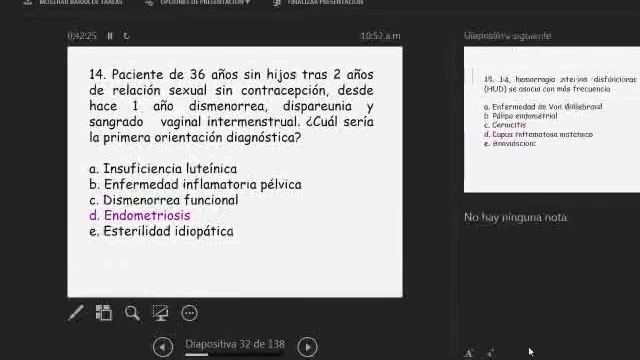 MOSTRAR BARRA DE TAREAS OPCIONES DE PRESENTACIÓN ▾ FINALIZAR PRESENTACIÓN
0:42:25 10:52 a.m
14. Paciente de 36 años sin hijos tras 2 años
de relación sexual sin contracepción, desde
hace 1 año dismenorrea, dispareunia y
sangrado vaginal intermenstrual. ¿Cuál sería
la primera orientación diagnóstica?
a. Insuficiencia luteínica
b. Enfermedad inflamatoria pélvica
c. Dismenorrea funcional
d. Endometriosis
e. Esterilidad idiopática
Diapositiva 32 de 138
Diapositiva siguiente
hemorragia uterina disfuncional
(HUD) se asocia con más frecuencia
a. Enfermedad de Von Willebrand
b. Pólipo endometrial
c. Cervicitis
d. Lupus eritematoso sistémico
e. Anovulación
No hay ninguna nota.